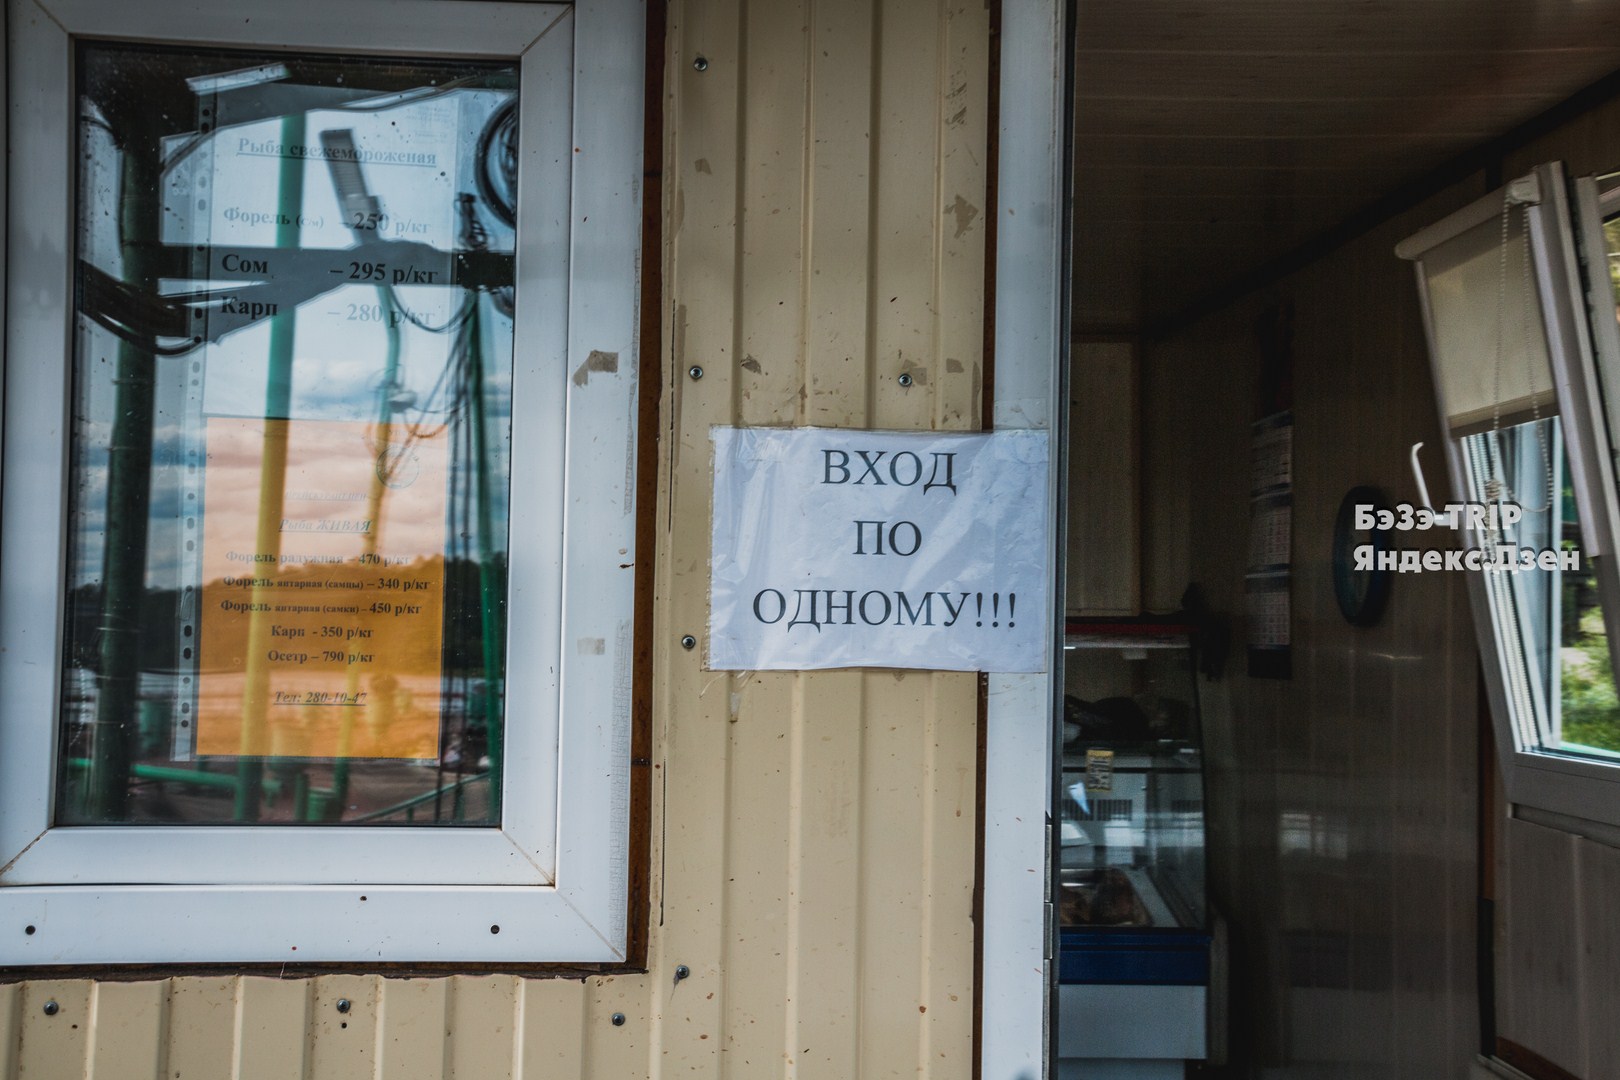 Рыба свежемороженая
Форель (с/м) – 250 р/кг
Сом – 295 р/кг
Карп – 280 р/кг
Рыба ЖИВАЯ
Форель радужная – 470 р/кг
Форель янтарная (самцы) – 340 р/кг
Форель янтарная (самки) – 450 р/кг
Карп - 350 р/кг
Осетр – 790 р/кг
Тел: 280-10-47
ВХОД
ПО
ОДНОМУ!!!
БэЗэ-TRIP
Яндекс.Дзен